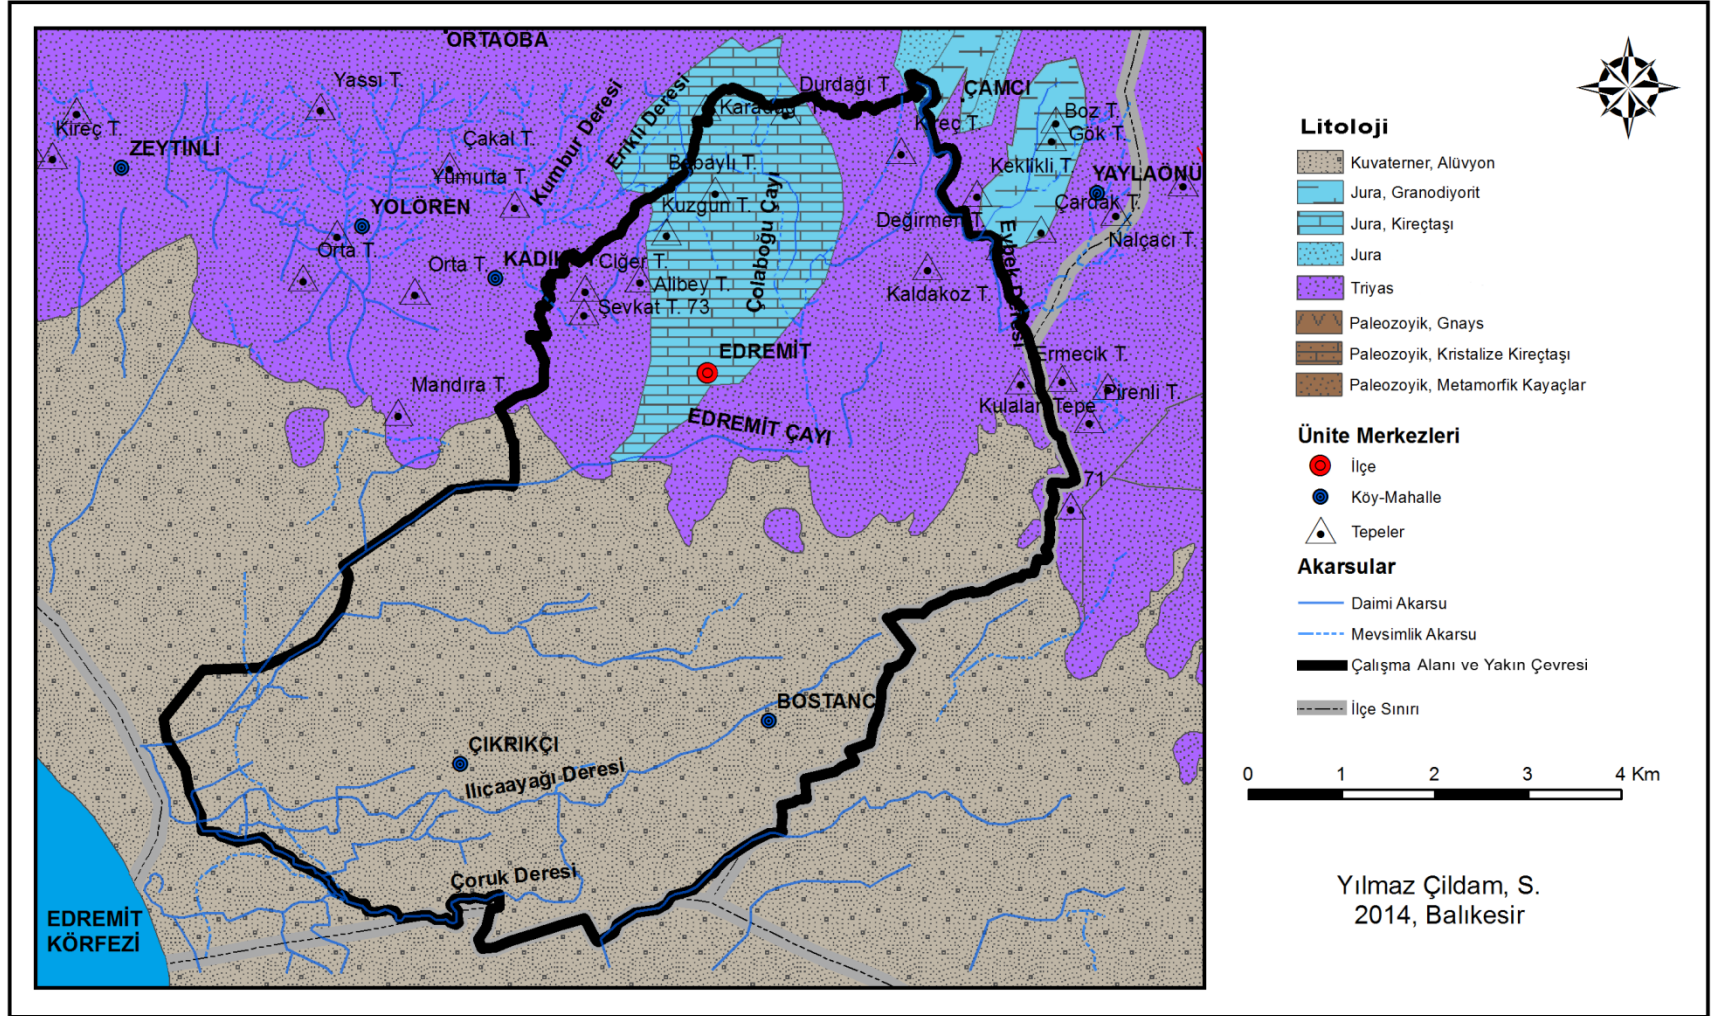 ORTAOBA
Yassı T.
Durdağı T.
ÇAMCI
Kireç T.
Kireç T.
Boz T.
Gök T.
ZEYTİNLİ
Çakal T.
Kumbur Deresi
Erikli Deresi
Yumurta T.
Keklikli T.
YAYLAÖNÜ
YOLÖREN
Kuzgun T.
Çolaboğu Çayı
Değirmen T.
Çardak T.
Nalçacı T.
Orta T.
Orta T.
Ciğer T.
Alibey T.
Şevkat T. 73
Kaldakoz T.
EDREMİT
Ermecik T.
Mandıra T.
Kulalan Tepe
Pirenli T.
EDREMİT ÇAYI
71
BOSTANC
ÇIKRIKÇI
Ilıcaayağı Deresi
Çoruk Deresi
EDREMİT
KÖRFEZİ
Litoloji
Kuvaterner, Alüvyon
Jura, Granodiyorit
Jura, Kireçtaşı
Jura
Triyas
Paleozoyik, Gnays
Paleozoyik, Kristalize Kireçtaşı
Paleozoyik, Metamorfik Kayaçlar
Ünite Merkezleri
İlçe
Köy-Mahalle
Tepeler
Akarsular
Daimi Akarsu
Mevsimlik Akarsu
Çalışma Alanı ve Yakın Çevresi
İlçe Sınırı
0 1 2 3 4 Km
Yılmaz Çildam, S.
2014, Balıkesir